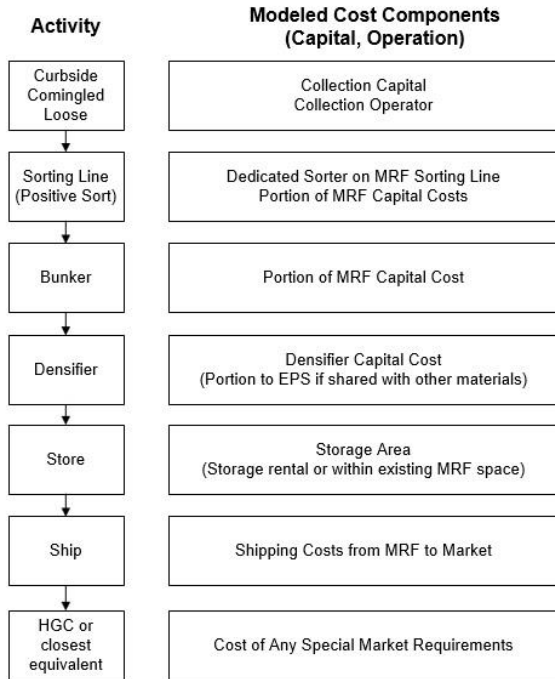 Activity
Modeled Cost Components
(Capital, Operation)
Curbside
Comingled
Loose
Collection Capital
Collection Operator
Sorting Line
(Positive Sort)
Dedicated Sorter on MRF Sorting Line
Portion of MRF Capital Costs
Bunker
Portion of MRF Capital Cost
Densifier
Densifier Capital Cost
(Portion to EPS if shared with other materials)
Store
Storage Area
(Storage rental or within existing MRF space)
Ship
Shipping Costs from MRF to Market
HGC or
closest
equivalent
Cost of Any Special Market Requirements